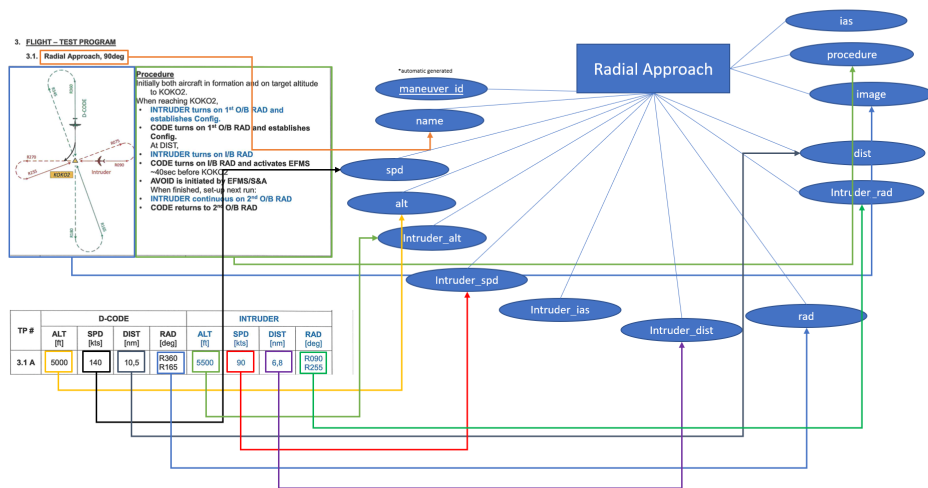 3. FLIGHT – TEST PROGRAM
3.1. Radial Approach, 90deg
Procedure
Initially both aircraft in formation and on target altitude
to KOKO2.
When reaching KOKO2,
• INTRUDER turns on 1st O/B RAD and
establishes Config.
• CODE turns on 1st O/B RAD and establishes
Config.
At DIST,
• INTRUDER turns on I/B RAD
• CODE turns on I/B RAD and activates EFMS
~40sec before KOKO2
• AVOID is initiated by EFMS/S&A
When finished, set-up next run:
• INTRUDER continuous on 2nd O/B RAD
• CODE returns to 2nd O/B RAD
D-CODE
R270
R075
R090
R255
KOKO2
Intruder
*automatic generated
maneuver_id
name
spd
alt
Intruder_alt
Intruder_spd
Intruder_ias
Intruder_dist
rad
Intruder_rad
dist
image
procedure
ias
Radial Approach
TP # D-CODE INTRUDER
ALT SPD DIST RAD ALT SPD DIST RAD
[ft] [kts] [nm] [deg] [ft] [kts] [nm] [deg]
3.1 A 5000 140 10,5 R360 5500 90 6,8 R090
R165 R255